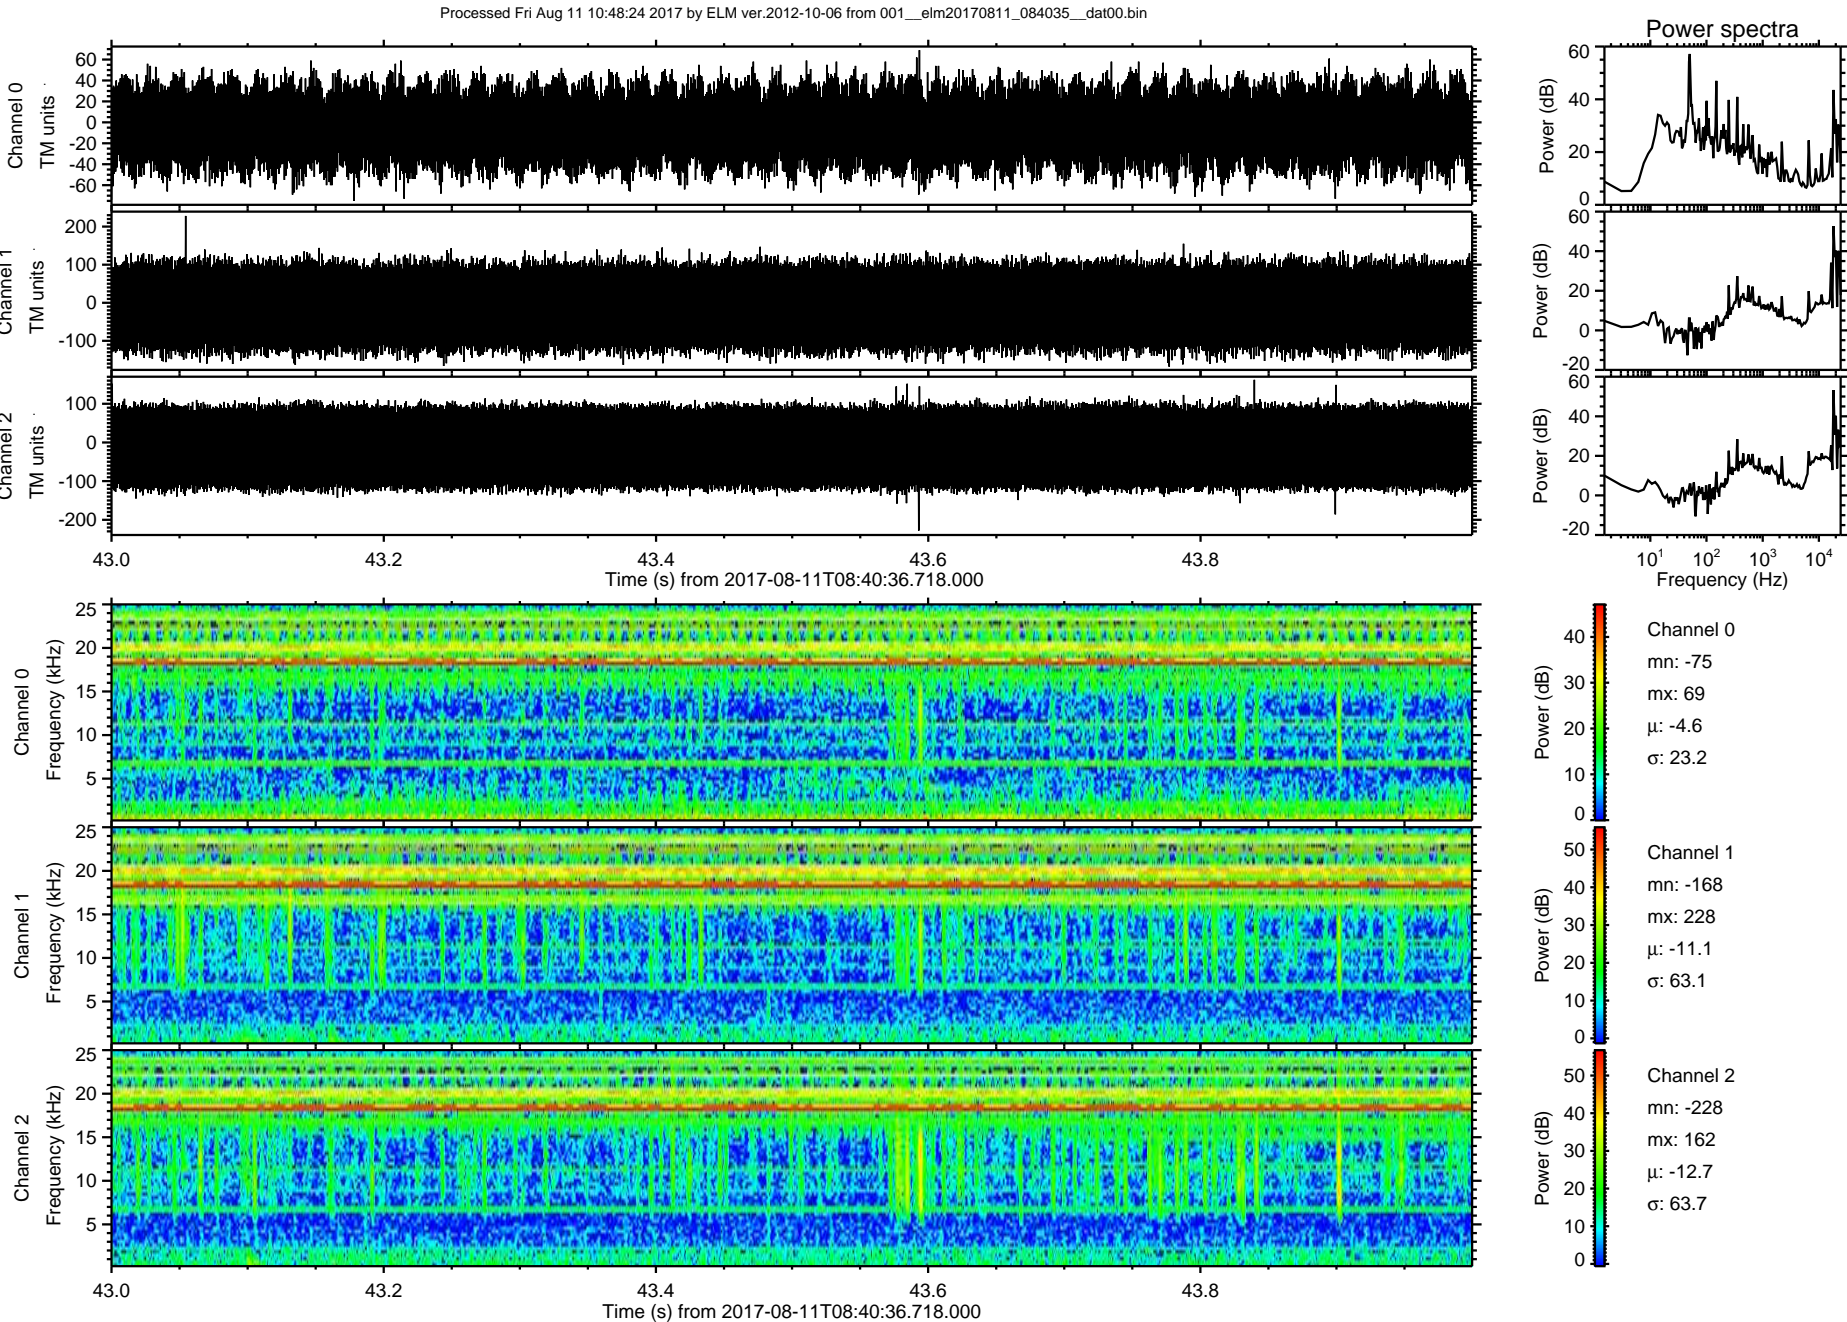 Processed Fri Aug 11 10:48:24 2017 by ELM ver.2012-10-06 from 001__elm20170811_084035__dat00.bin
Power spectra
Channel 0
TM units
60
40
20
0
-20
-40
-60
Power (dB)
60
40
20
0
Channel 1
TM units
200
100
0
-100
Power (dB)
60
40
20
0
-20
Channel 2
TM units
100
0
-100
-200
Power (dB)
60
40
20
0
-20
43.0 43.2 43.4 43.6 43.8
Time (s) from 2017-08-11T08:40:36.718.000
10¹ 10² 10³ 10⁴
Frequency (Hz)
Channel 0
Frequency (kHz)
25
20
15
10
5
Power (dB)
40
30
20
10
0
Channel 0
mn: -75
mx: 69
μ: -4.6
σ: 23.2
Channel 1
Frequency (kHz)
25
20
15
10
5
Power (dB)
50
40
30
20
10
0
Channel 1
mn: -168
mx: 228
μ: -11.1
σ: 63.1
Channel 2
Frequency (kHz)
25
20
15
10
5
Power (dB)
50
40
30
20
10
0
Channel 2
mn: -228
mx: 162
μ: -12.7
σ: 63.7
43.0 43.2 43.4 43.6 43.8
Time (s) from 2017-08-11T08:40:36.718.000